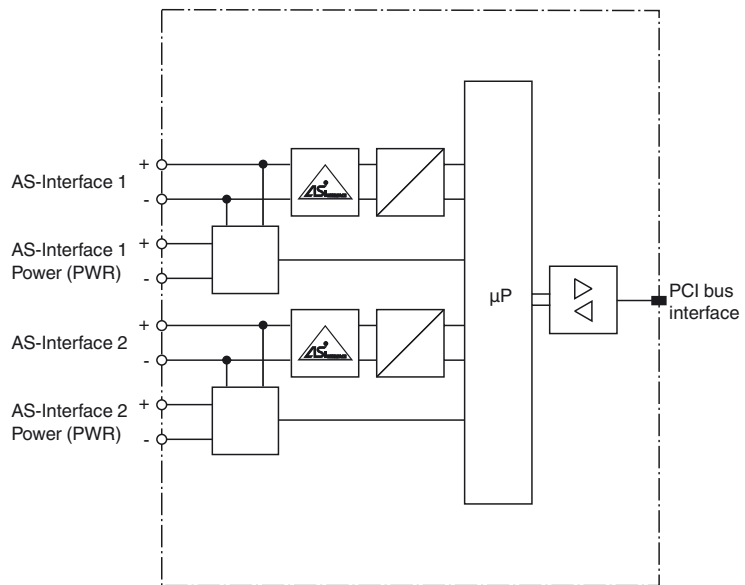 AS-Interface 1
+
-
AS-Interface 1
Power (PWR)
+
-
AS-Interface 2
+
-
AS-Interface 2
Power (PWR)
+
-
µP
PCI bus
interface